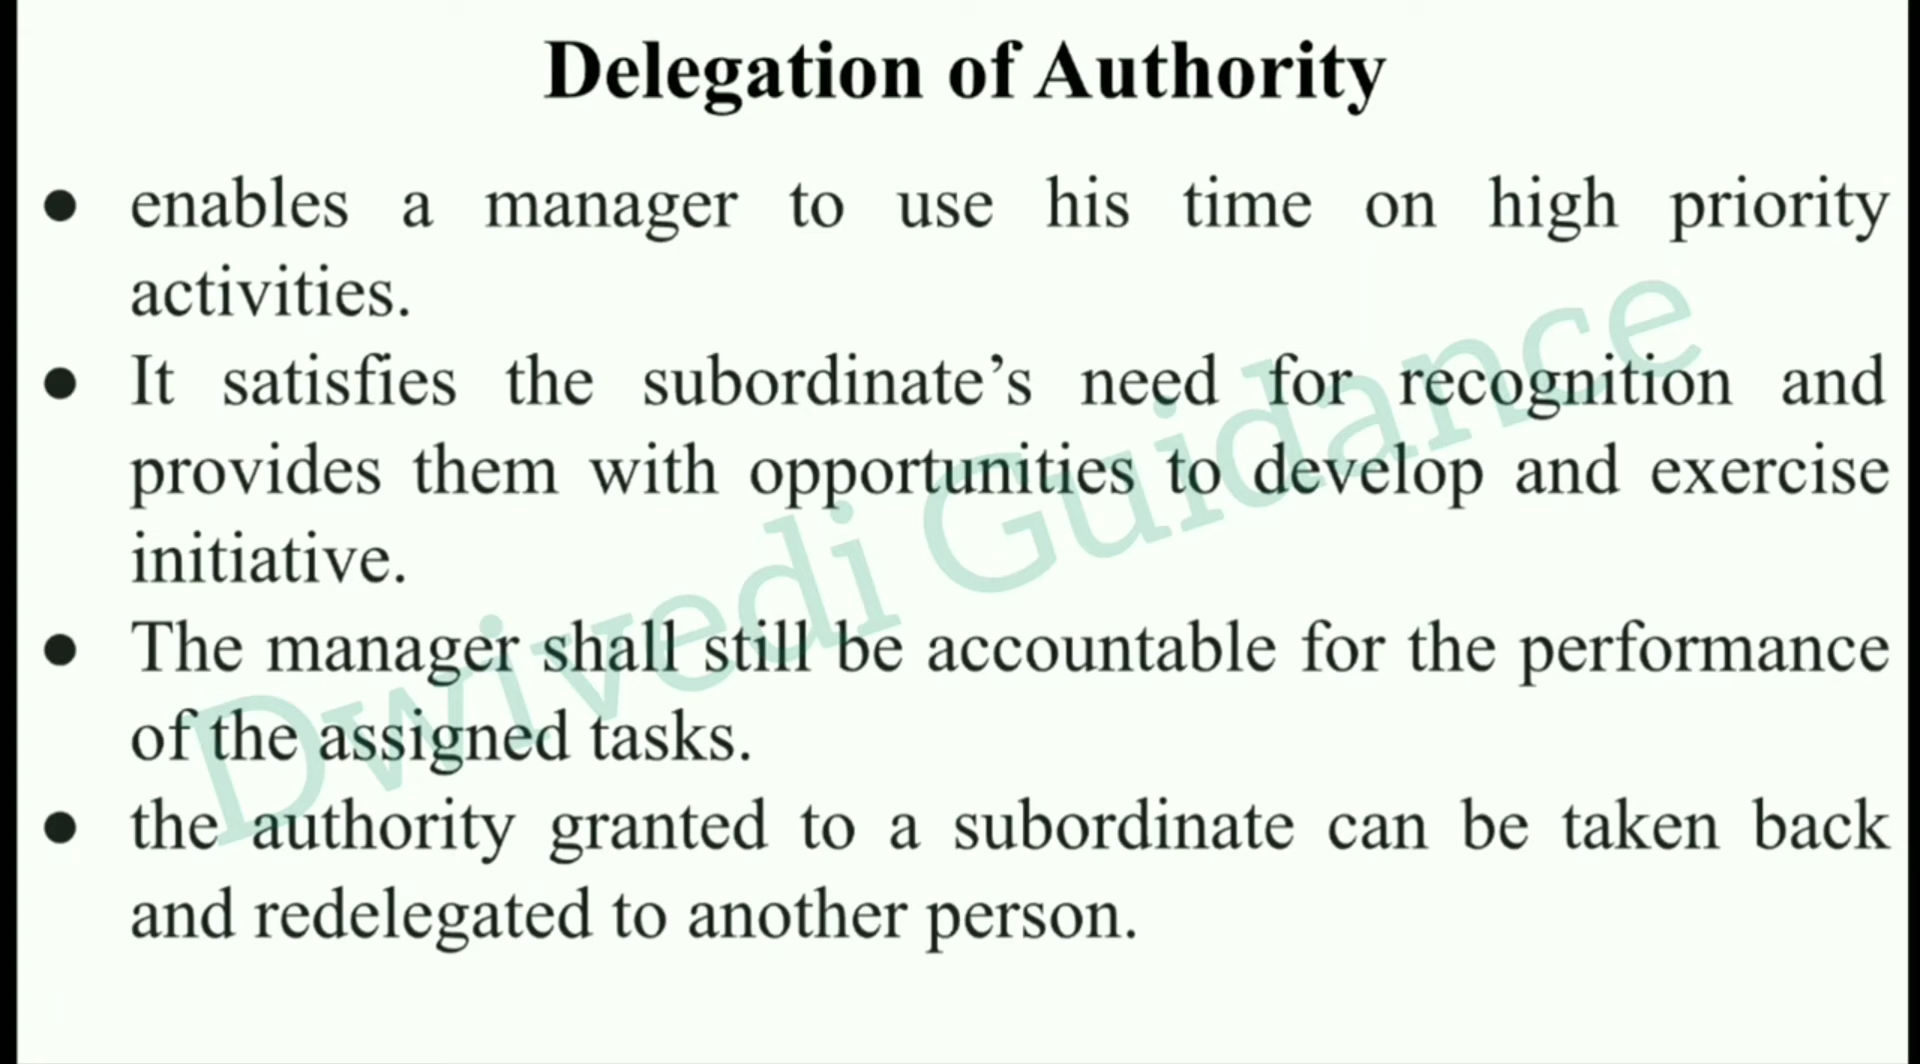 Delegation of Authority
● enables a manager to use his time on high priority
activities.
● It satisfies the subordinate’s need for recognition and
provides them with opportunities to develop and exercise
initiative.
● The manager shall still be accountable for the performance
of the assigned tasks.
● the authority granted to a subordinate can be taken back
and redelegated to another person.
Dwivedi Guidance